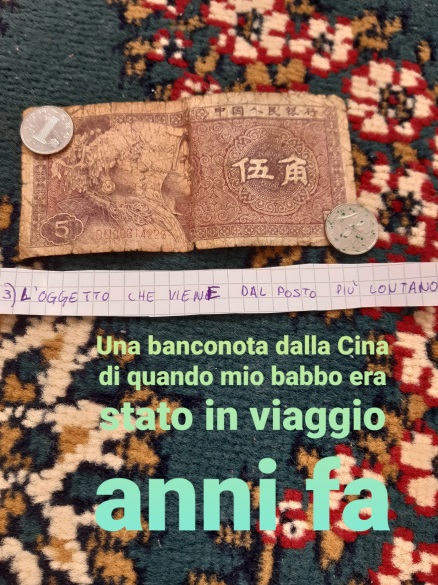 中国人民银行
1
伍角
5
3) L'OGGETTO CHE VIENE DAL POSTO PIÙ LONTANO
Una banconota dalla Cina
di quando mio babbo era
stato in viaggio
anni fa